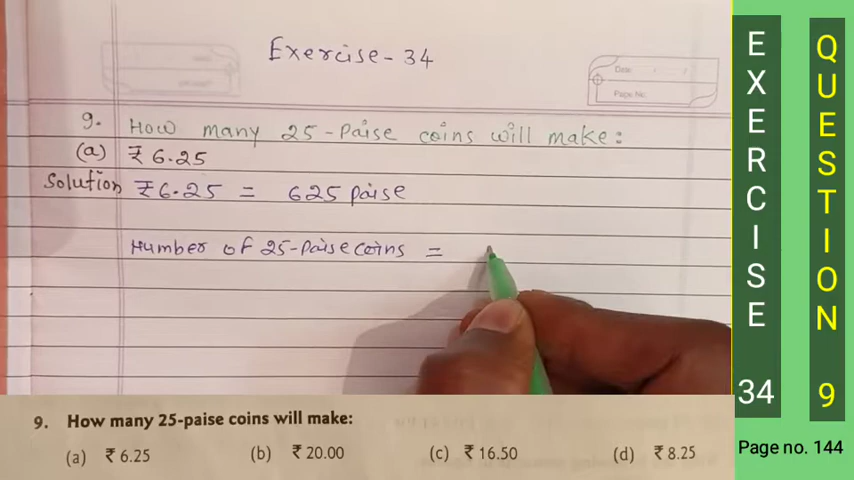 Exercise - 34
Date: / /
Page No:
9. How many 25-Paise coins will make:
(a) ₹ 6.25
Solution ₹6.25 = 625 paise
Number of 25-Paise coins =
9. How many 25-paise coins will make:
(a) ₹ 6.25 (b) ₹ 20.00 (c) ₹ 16.50 (d) ₹ 8.25
EXERCISE 34
QUESTION 9
Page no. 144